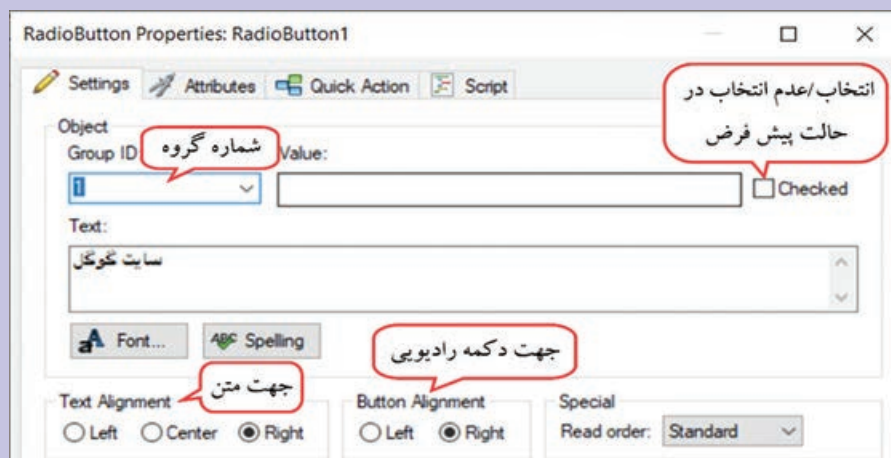 RadioButton Properties: RadioButton1
Settings Attributes Quick Action Script
انتخاب/عدم انتخاب در
حالت پیش فرض
Object
Group ID
شماره گروه
Value:
1
Checked
Text:
سایت گوگل
Font... ABC Spelling
جهت دکمه رادیویی
جهت متن
Text Alignment Button Alignment Special
Left Center Right Left Right Read order: Standard